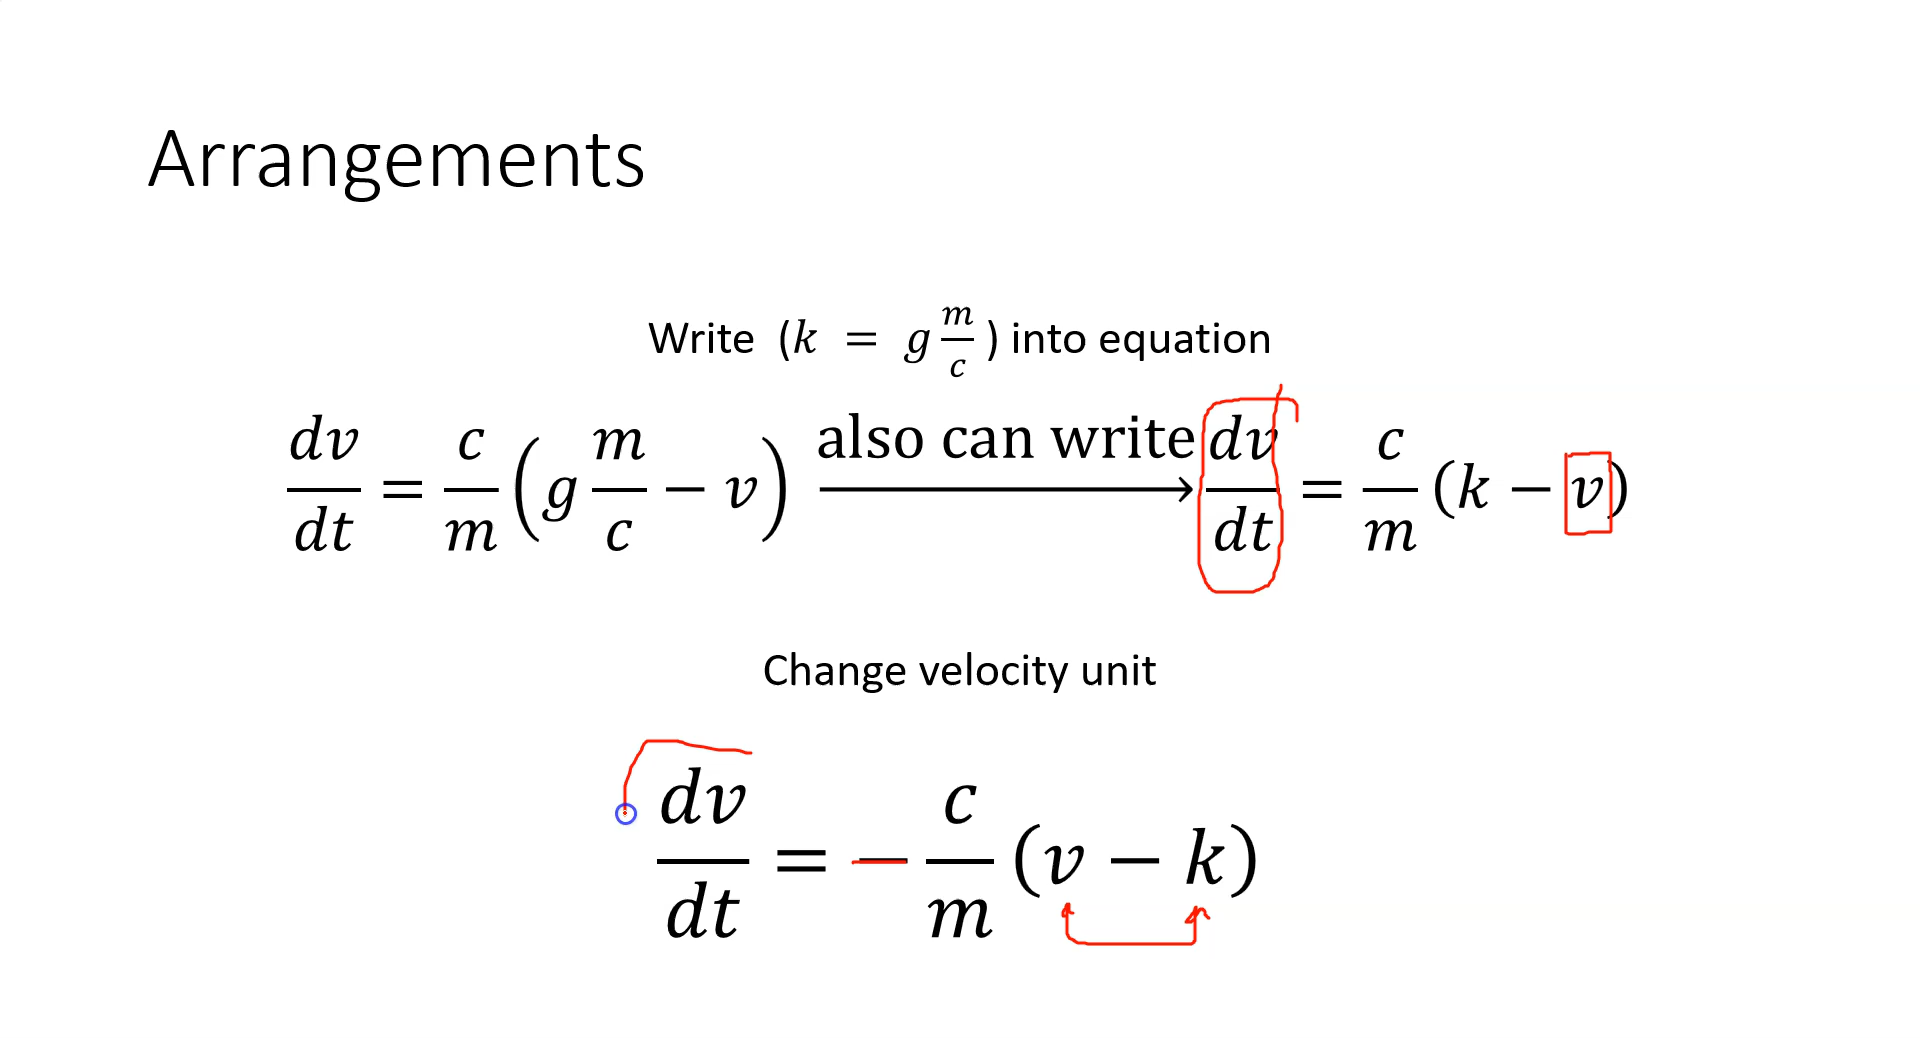 Arrangements
Write (k = g m/c) into equation
dv/dt = c/m (g m/c − v) also can write → dv/dt = c/m (k − v)
Change velocity unit
dv/dt = − c/m (v − k)